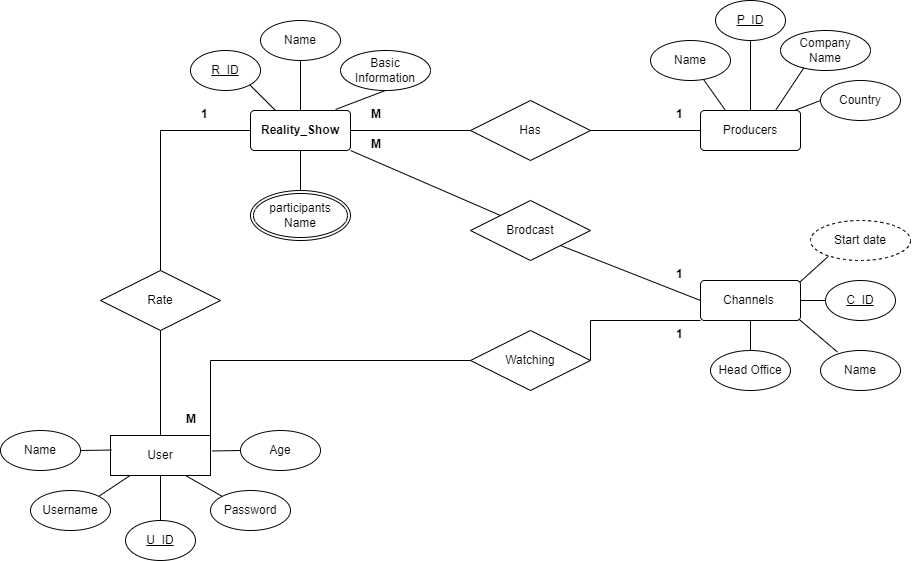 P_ID
Name
Company
Name
Name
Basic
Information
R_ID
Country
1
M
1
Reality_Show
Has
Producers
M
participants
Name
Brodcast
Start date
1
Rate
Channels
C_ID
1
Watching
Head Office
Name
M
Name
User
Age
Username
Password
U_ID